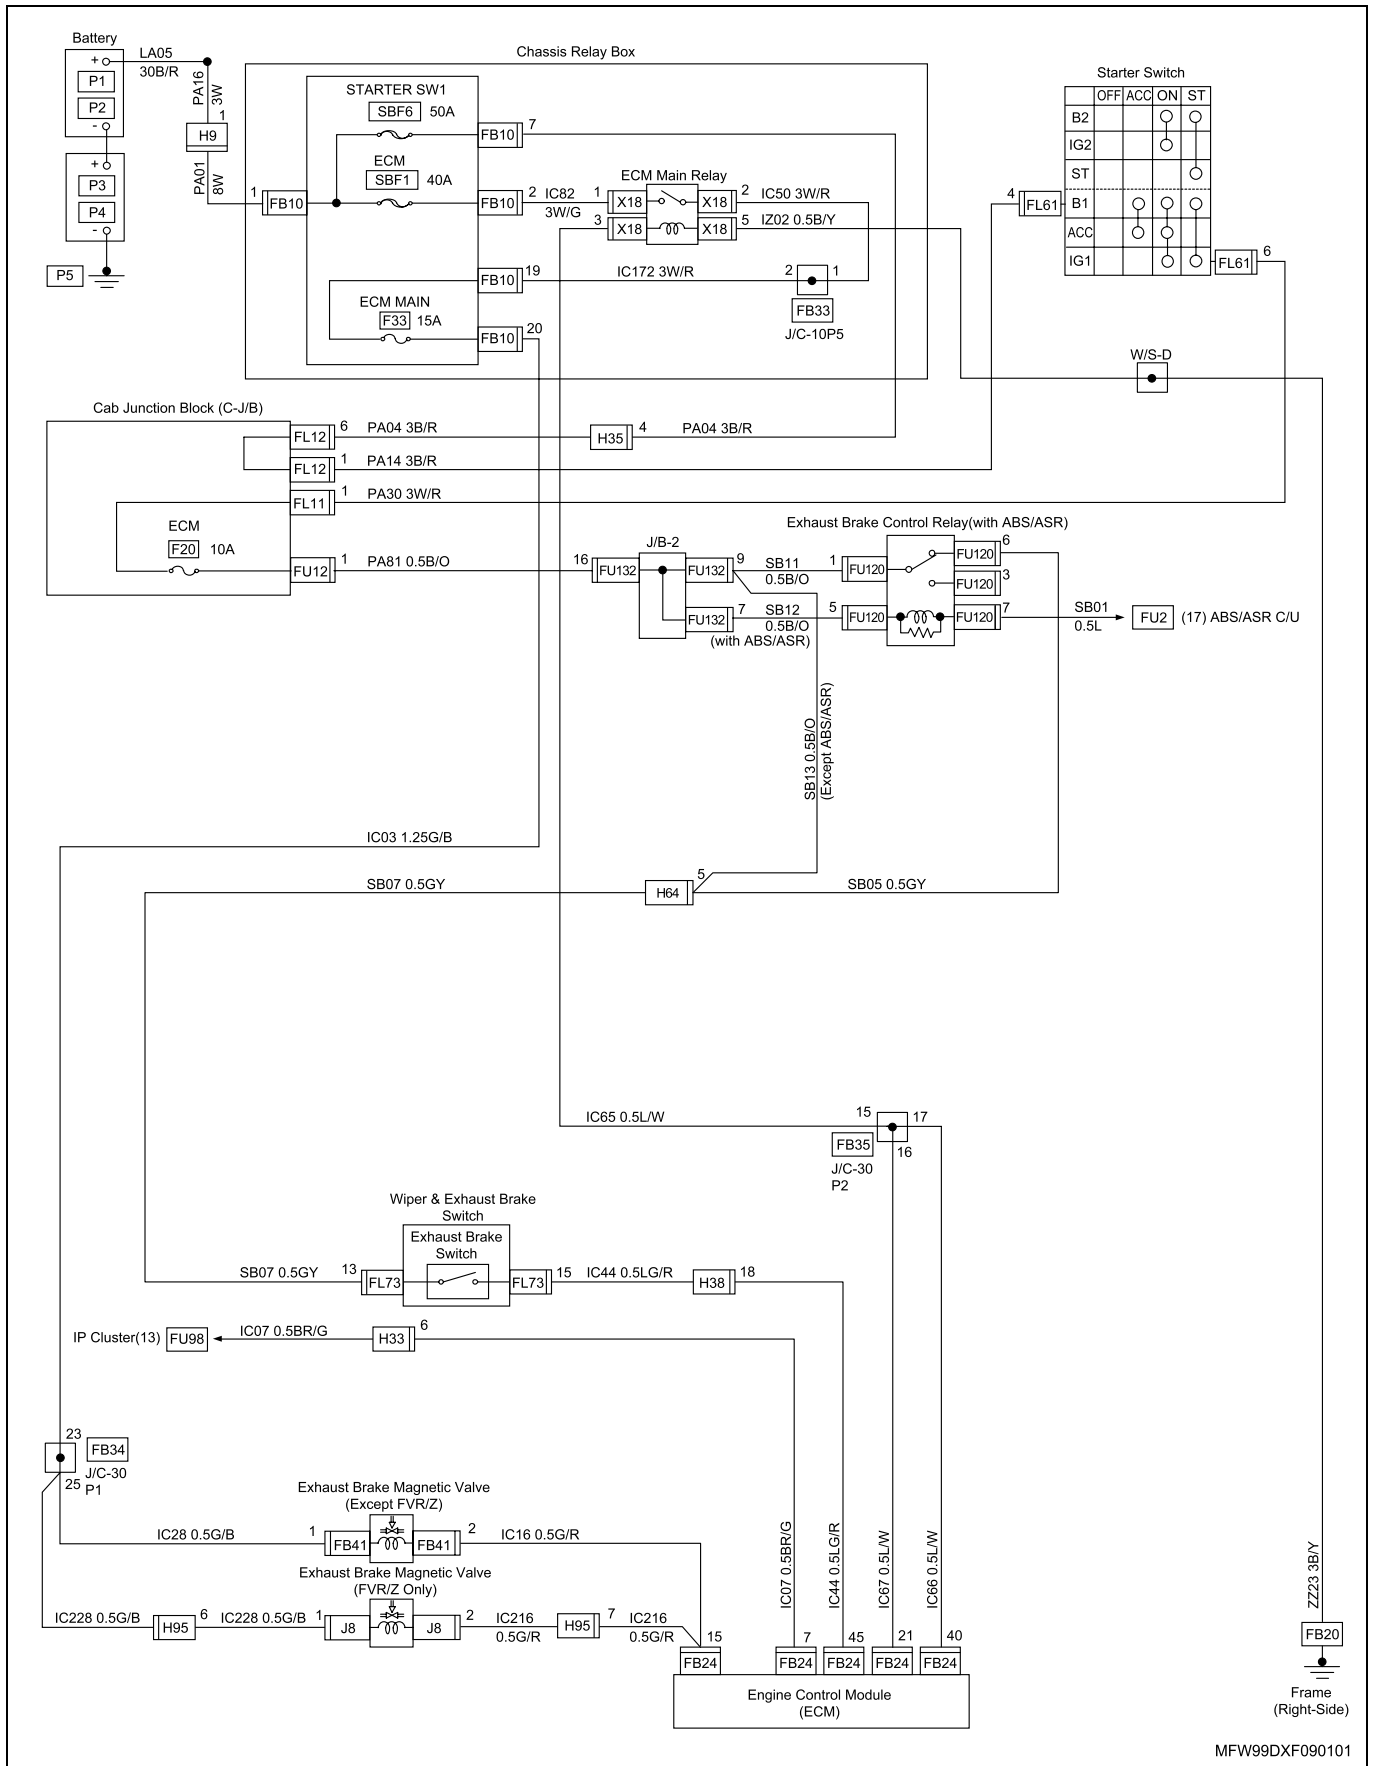 Battery
LA05
30B/R
+
P1
P2
-
+
P3
P4
-
P5
PA16
3W
1
H9
PA01
8W
Chassis Relay Box
STARTER SW1
SBF6 50A
FB10 7
ECM
SBF1 40A
1 FB10
FB10 2
IC82
3W/G
ECM Main Relay
1 X18
X18 2
IC50 3W/R
3 X18
X18 5
IZ02 0.5B/Y
FB10 19
IC172 3W/R
2 1
FB33
J/C-10P5
ECM MAIN
F33 15A
FB10 20
Starter Switch
OFF ACC ON ST
B2
IG2
ST
4 FL61
B1
ACC
IG1
FL61 6
W/S-D
Cab Junction Block (C-J/B)
FL12 6 PA04 3B/R
H35 4 PA04 3B/R
FL12 1 PA14 3B/R
FL11 1 PA30 3W/R
ECM
F20 10A
FU12 1 PA81 0.5B/O
J/B-2
16 FU132
FU132 9
SB11
0.5B/O
FU132 7
SB12
0.5B/O
(with ABS/ASR)
Exhaust Brake Control Relay(with ABS/ASR)
1 FU120
FU120 6
FU120 3
5 FU120
FU120 7
SB01
0.5L
FU2 (17) ABS/ASR C/U
SB13 0.5B/O
(Except ABS/ASR)
IC03 1.25G/B
SB07 0.5GY
H64 5
SB05 0.5GY
IC65 0.5L/W
15 17
16
FB35
J/C-30
P2
Wiper & Exhaust Brake
Switch
Exhaust Brake
Switch
SB07 0.5GY 13 FL73
FL73 15 IC44 0.5LG/R
H38 18
IP Cluster(13) FU98
IC07 0.5BR/G
H33 6
23
FB34
J/C-30
P1
25
Exhaust Brake Magnetic Valve
(Except FVR/Z)
IC28 0.5G/B 1 FB41
FB41 2 IC16 0.5G/R
Exhaust Brake Magnetic Valve
(FVR/Z Only)
IC228 0.5G/B
H95 6 IC228 0.5G/B
1 J8
J8 2
IC216
0.5G/R
H95 7
IC216
0.5G/R
IC07 0.5BR/G
IC44 0.5LG/R
IC67 0.5L/W
IC66 0.5L/W
ZZ23 3B/Y
15 7 45 21 40
FB24 FB24 FB24 FB24 FB24
Engine Control Module
(ECM)
FB20
Frame
(Right-Side)
MFW99DXF090101